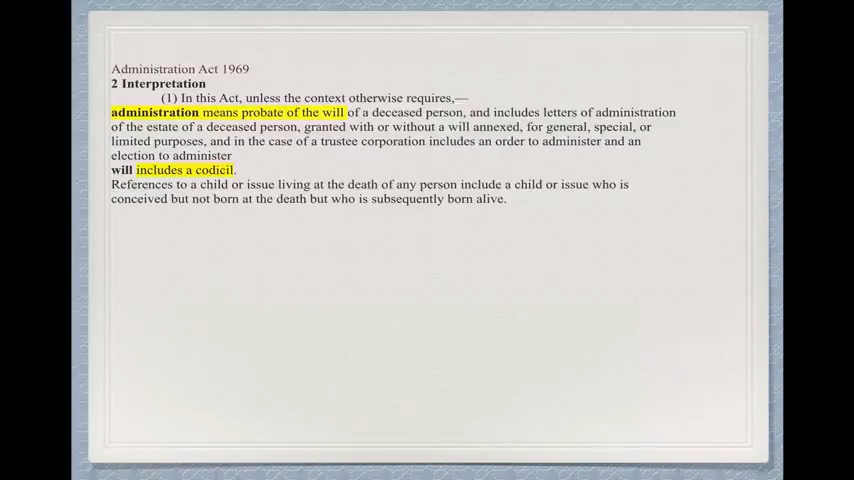 Administration Act 1969
2 Interpretation
(1) In this Act, unless the context otherwise requires,—
administration means probate of the will of a deceased person, and includes letters of administration
of the estate of a deceased person, granted with or without a will annexed, for general, special, or
limited purposes, and in the case of a trustee corporation includes an order to administer and an
election to administer
will includes a codicil.
References to a child or issue living at the death of any person include a child or issue who is
conceived but not born at the death but who is subsequently born alive.